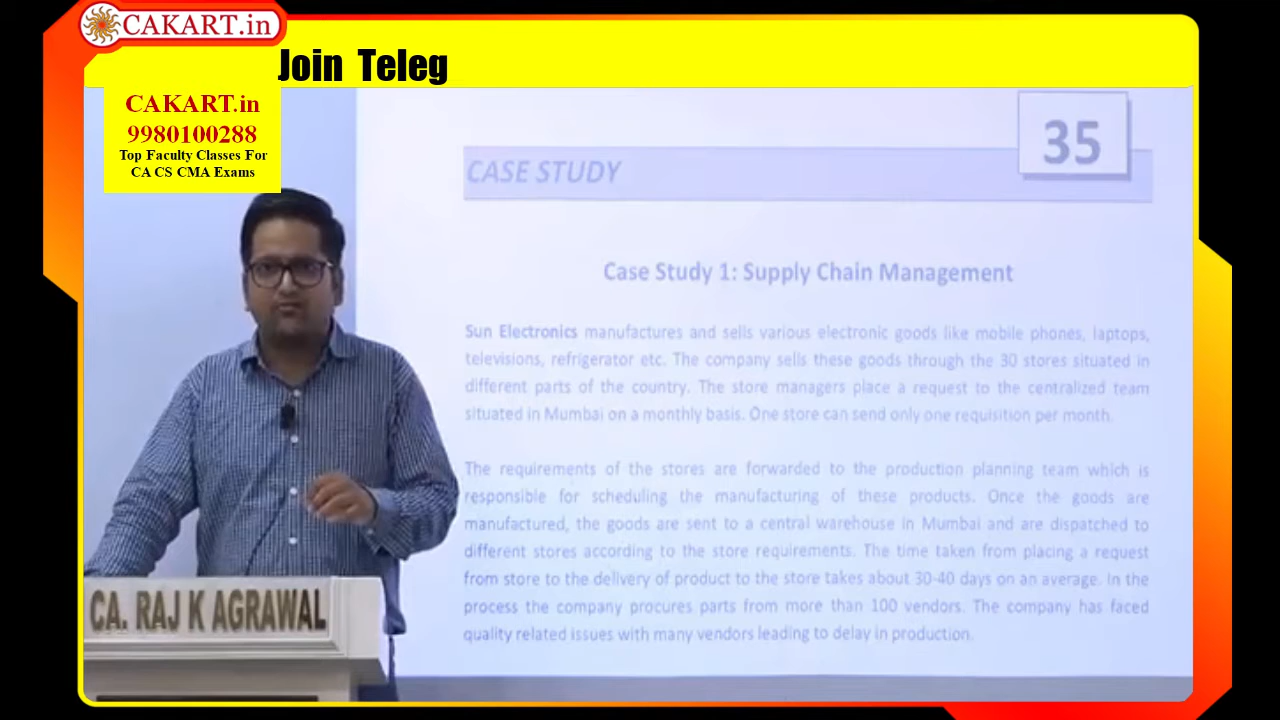 CAKART.in
Join Teleg
CAKART.in
9980100288
Top Faculty Classes For
CA CS CMA Exams
35
CASE STUDY
Case Study 1: Supply Chain Management
Sun Electronics manufactures and sells various electronic goods like mobile phones, laptops,
televisions, refrigerator etc. The company sells these goods through the 30 stores situated in
different parts of the country. The store managers place a request to the centralized team
situated in Mumbai on a monthly basis. One store can send only one requisition per month.
The requirements of the stores are forwarded to the production planning team which is
responsible for scheduling the manufacturing of these products. Once the goods are
manufactured, the goods are sent to a central warehouse in Mumbai and are dispatched to
different stores according to the store requirements. The time taken from placing a request
from store to the delivery of product to the store takes about 30-40 days on an average. In the
process the company procures parts from more than 100 vendors. The company has faced
quality related issues with many vendors leading to delay in production.
CA. RAJ K AGRAWAL